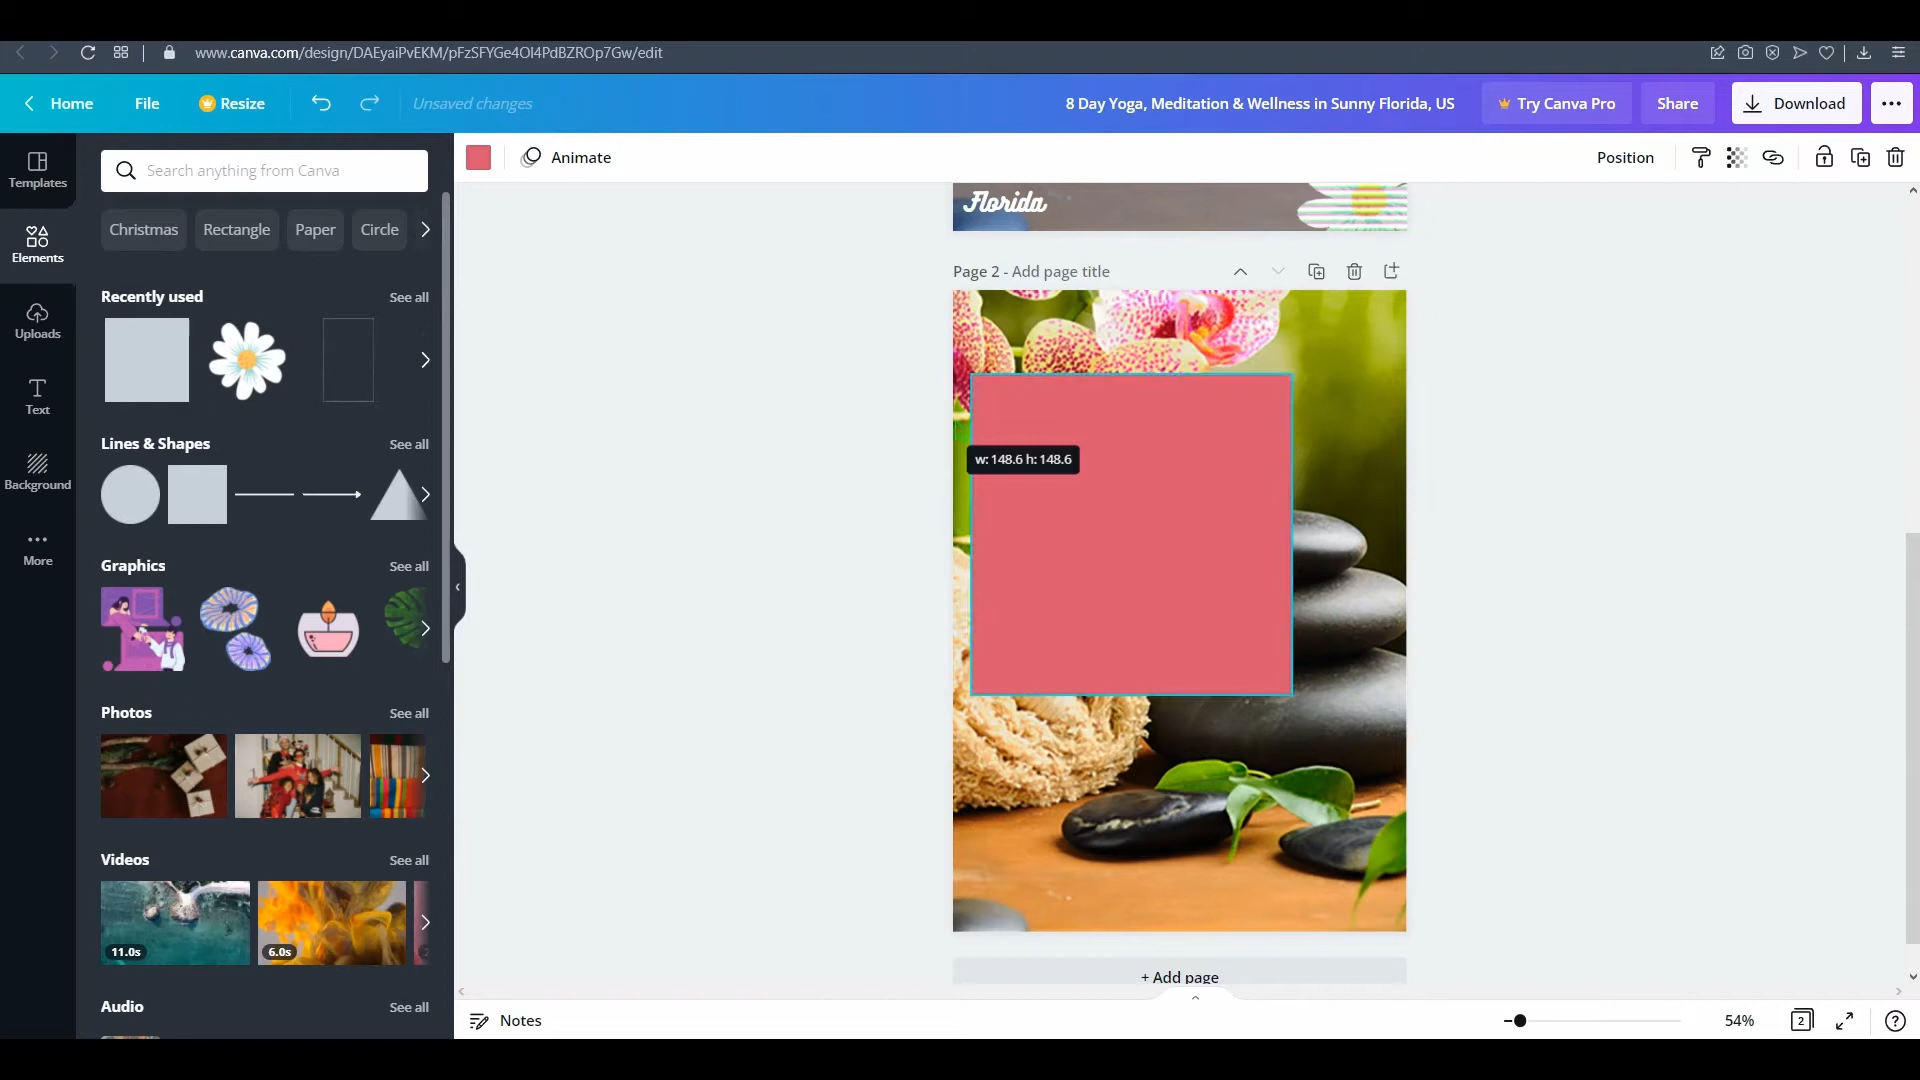 www.canva.com/design/DAEyaiPvEKM/pFzSFYGe4Ol4PdBZROp7Gw/edit
Home File Resize Unsaved changes 8 Day Yoga, Meditation & Wellness in Sunny Florida, US Try Canva Pro Share Download
Templates
Elements
Uploads
Text
Background
More
Search anything from Canva
Christmas Rectangle Paper Circle
Recently used See all
Lines & Shapes See all
Graphics See all
Photos See all
Videos See all
11.0s 6.0s
Audio See all
Animate Position
Florida
Page 2 - Add page title
w: 148.6 h: 148.6
+ Add page
Notes 54% 2